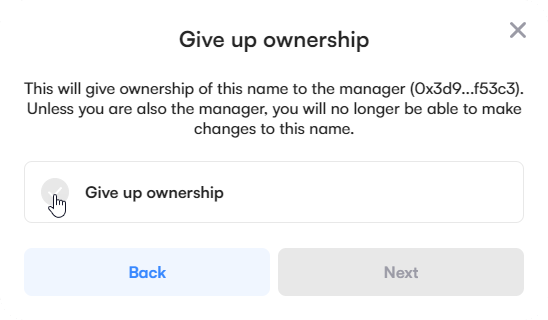 Give up ownership
This will give ownership of this name to the manager (0x3d9...f53c3).
Unless you are also the manager, you will no longer be able to make
changes to this name.
Give up ownership
Back
Next